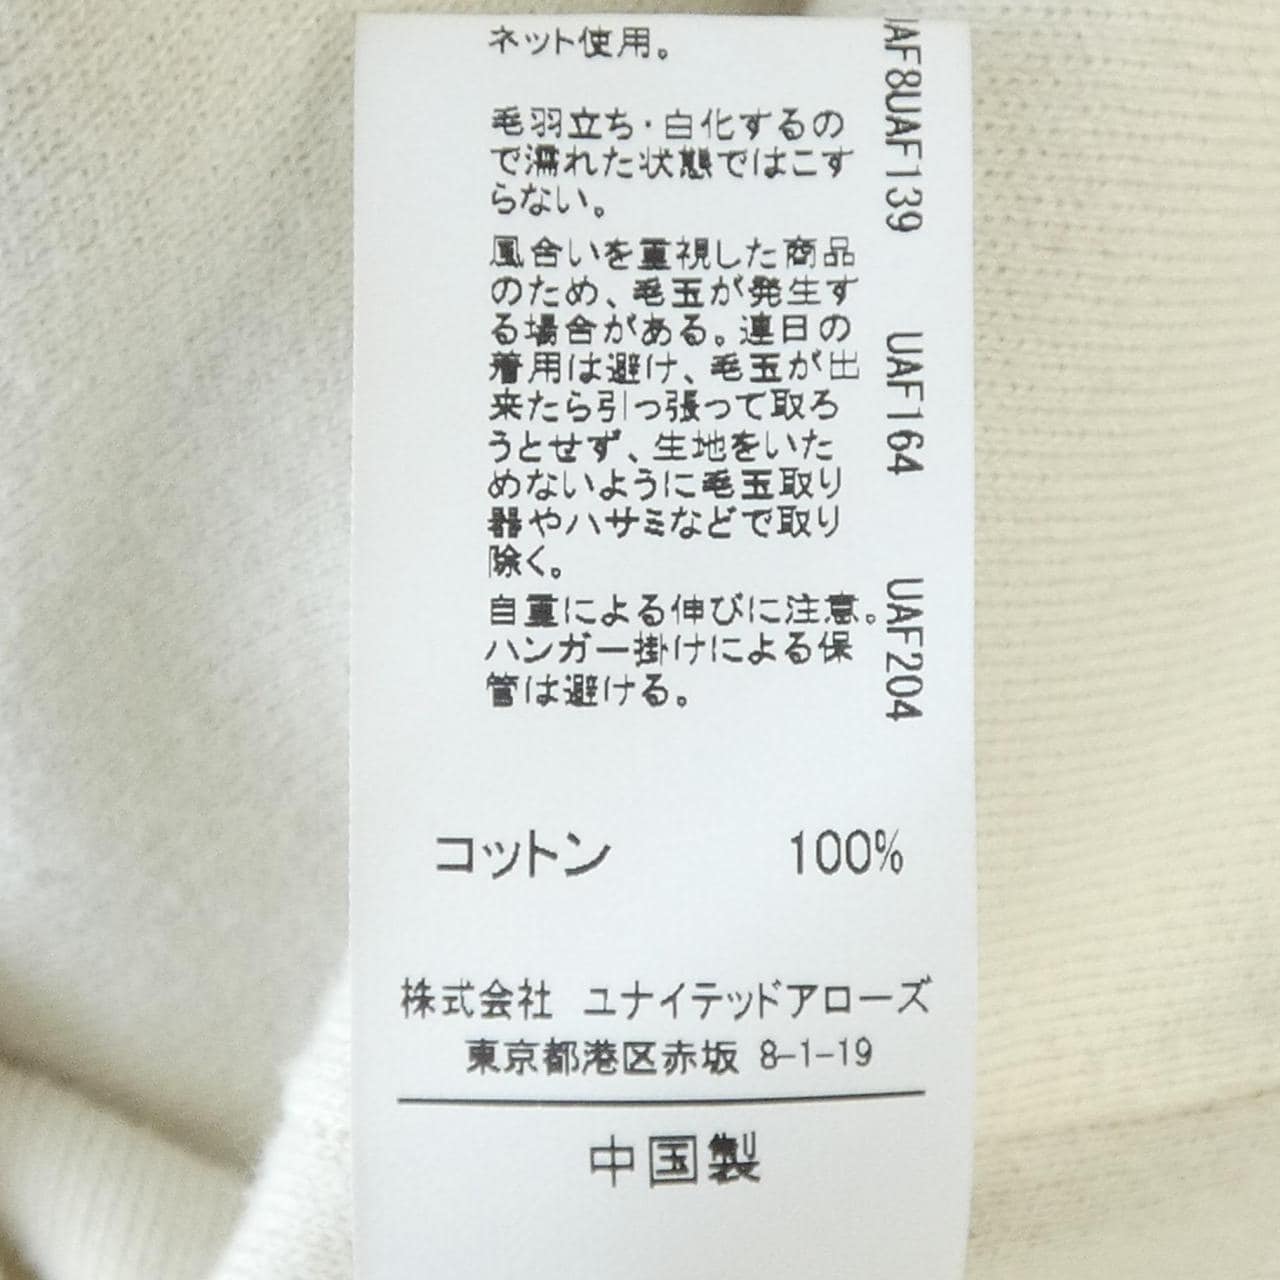 ネット使用。
毛羽立ち・白化するの
で濡れた状態ではこす
らない。
風合いを重視した商品
のため、毛玉が発生す
る場合がある。連日の
着用は避け、毛玉が出
来たら引っ張って取ろ
うとせず、生地をいた
めないように毛玉取り
器やハサミなどで取り
除く。
自重による伸びに注意。
ハンガー掛けによる保
管は避ける。
UAF8UAF139 UAF164 UAF204
コットン 100%
株式会社 ユナイテッドアローズ
東京都港区赤坂 8-1-19
中国製